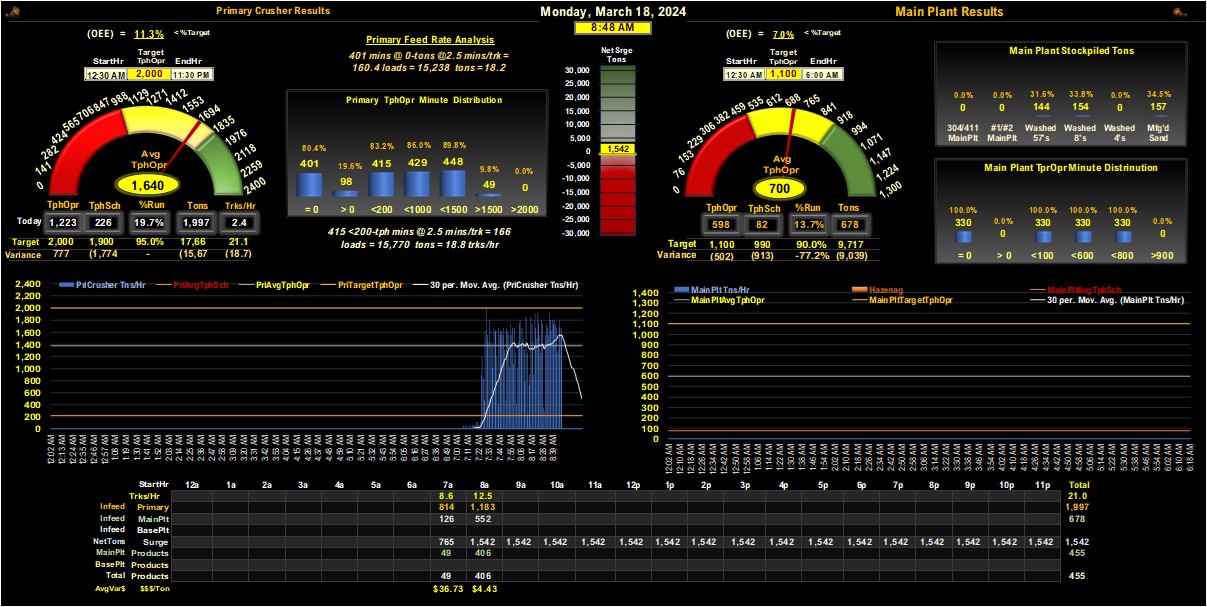 Primary Crusher Results
Monday, March 18, 2024
Main Plant Results
8:48 AM
(OEE) = 11.3% < %Target
StartHr Target TphOpr EndHr
12:30 AM 2,000 11:30 PM
0 141 282 424 565 706 847 988 1129 1271 1412 1553 1694 1835 1976 2118 2259 2400
Avg TphOpr
1,640
TphOpr TphSch %Run Tons Trks/Hr
Today 1,223 226 19.7% 1,997 2.4
Target 2,000 1,900 95.0% 17,66 21.1
Variance 777 (1,774 - (15,67 (18.7)
Primary Feed Rate Analysis
401 mins @ 0-tons @2.5 mins/trk =
160.4 loads = 15,238 tons = 18.2
Primary TphOpr Minute Distribution
80.4% 19.6% 83.2% 86.0% 89.8% 9.8% 0.0%
401 98 415 429 448 49 0
= 0 > 0 <200 <1000 <1500 >1500 >2000
415 <200-tph mins @ 2.5 mins/trk = 166
loads = 15,770 tons = 18.8 trks/hr
Net Srge
Tons
30,000
25,000
20,000
15,000
10,000
5,000
0
-5,000
-10,000
-15,000
-20,000
-25,000
-30,000
1,542
(OEE) = 7.0% < %Target
StartHr Target TphOpr EndHr
12:30 AM 1,100 6:00 AM
0 76 153 229 306 382 459 535 612 688 765 841 918 994 1,071 1,147 1,224 1,300
Avg
TphOpr
700
TphOpr TphSch %Run Tons
598 82 13.7% 678
Target 1,100 990 90.0% 9,717
Variance (502) (913) -77.2% (9,039)
Main Plant Stockpiled Tons
0.0% 0.0% 31.6% 33.8% 0.0% 34.5%
0 0 144 154 0 157
304/411 #1/#2 Washed Washed Washed Mfg'd
MainPlt MainPlt 57's 8's 4's Sand
Main Plant TprOpr Minute Distrinution
100.0% 0.0% 100.0% 100.0% 100.0% 0.0%
330 0 330 330 330 0
= 0 > 0 <100 <600 <800 >900
PriCrusher Tns/Hr PriAvgTphSch PriAvgTphOpr PriTargetTphOpr 30 per. Mov. Avg. (PriCrusher Tns/Hr)
2,400
2,200
2,000
1,800
1,600
1,400
1,200
1,000
800
600
400
200
0
12:02 AM 12:13 AM 12:24 AM 12:35 AM 12:46 AM 12:57 AM 1:08 AM 1:19 AM 1:30 AM 1:41 AM 1:52 AM 2:03 AM 2:14 AM 2:25 AM 2:36 AM 2:47 AM 2:58 AM 3:09 AM 3:20 AM 3:31 AM 3:42 AM 3:53 AM 4:04 AM 4:15 AM 4:26 AM 4:37 AM 4:48 AM 4:59 AM 5:10 AM 5:21 AM 5:32 AM 5:43 AM 5:54 AM 6:05 AM 6:16 AM 6:27 AM 6:38 AM 6:49 AM 7:00 AM 7:11 AM 7:22 AM 7:33 AM 7:44 AM 7:55 AM 8:06 AM 8:17 AM 8:28 AM 8:39 AM
MainPlt Tns/Hr Hazemag MainPltAvgTphSch
MainPltAvgTphOpr MainPltTargetTphOpr 30 per. Mov. Avg. (MainPlt Tns/Hr)
1,400
1,300
1,200
1,100
1,000
900
800
700
600
500
400
300
200
100
0
12:02 AM 12:10 AM 12:18 AM 12:26 AM 12:34 AM 12:42 AM 12:50 AM 12:58 AM 1:06 AM 1:14 AM 1:22 AM 1:30 AM 1:38 AM 1:46 AM 1:54 AM 2:02 AM 2:10 AM 2:18 AM 2:26 AM 2:34 AM 2:42 AM 2:50 AM 2:58 AM 3:06 AM 3:14 AM 3:22 AM 3:30 AM 3:38 AM 3:46 AM 3:54 AM 4:02 AM 4:10 AM 4:18 AM 4:26 AM 4:34 AM 4:42 AM 4:50 AM 4:58 AM 5:06 AM 5:14 AM 5:22 AM 5:30 AM 5:38 AM 5:46 AM 5:54 AM 6:02 AM 6:10 AM 6:18 AM
StartHr 12a 1a 2a 3a 4a 5a 6a 7a 8a 9a 10a 11a 12p 1p 2p 3p 4p 5p 6p 7p 8p 9p 10p 11p Total
Trks/Hr 8.6 12.5 21.0
Infeed Primary 814 1,183 1,997
Infeed MainPlt 126 552 678
Infeed BasePlt
NetTons Surge 765 1,542 1,542 1,542 1,542 1,542 1,542 1,542 1,542 1,542 1,542 1,542 1,542 1,542 1,542 1,542 1,542 1,542
MainPlt Products 49 406 455
BasePlt Products
Total Products 49 406 455
AvgVar$ $$$/Ton $36.73 $4.43